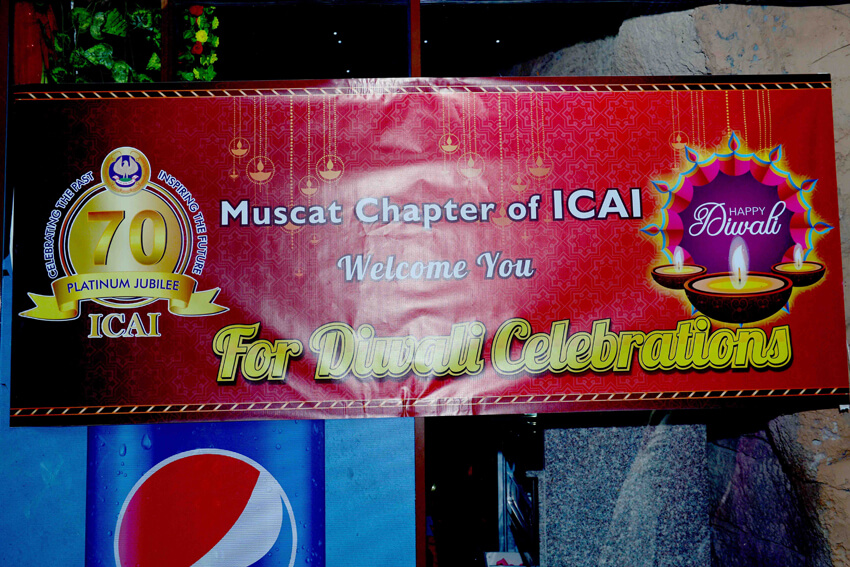 CELEBRATING THE PAST
INSPIRING THE FUTURE
70
PLATINUM JUBILEE
ICAI
Muscat Chapter of ICAI
Welcome You
For Diwali Celebrations
HAPPY
Diwali